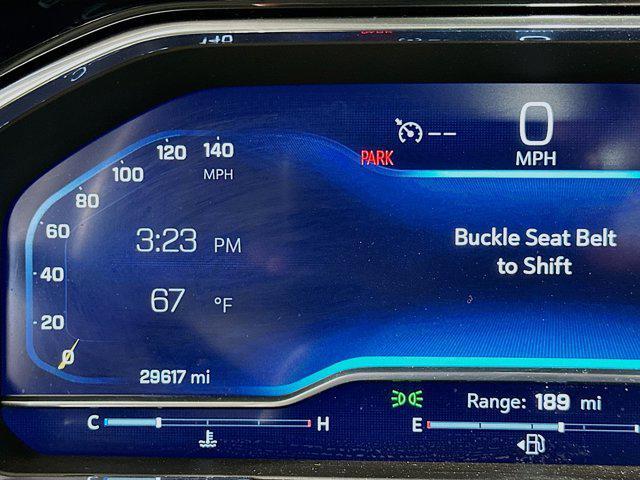 0
MPH
--
PARK
140
120
MPH
100
80
60
40
20
0
3:23 PM
67 °F
29617 mi
Buckle Seat Belt
to Shift
Range: 189 mi
C H
E